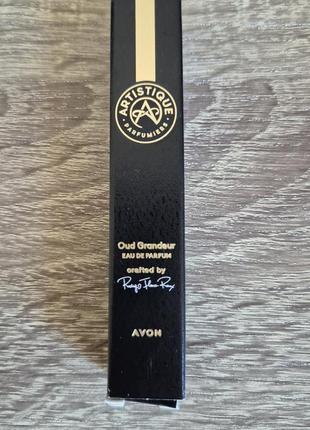 ARTISTIQUE
PARFUMIERS
Oud Grandeur
EAU DE PARFUM
crafted by
AVON